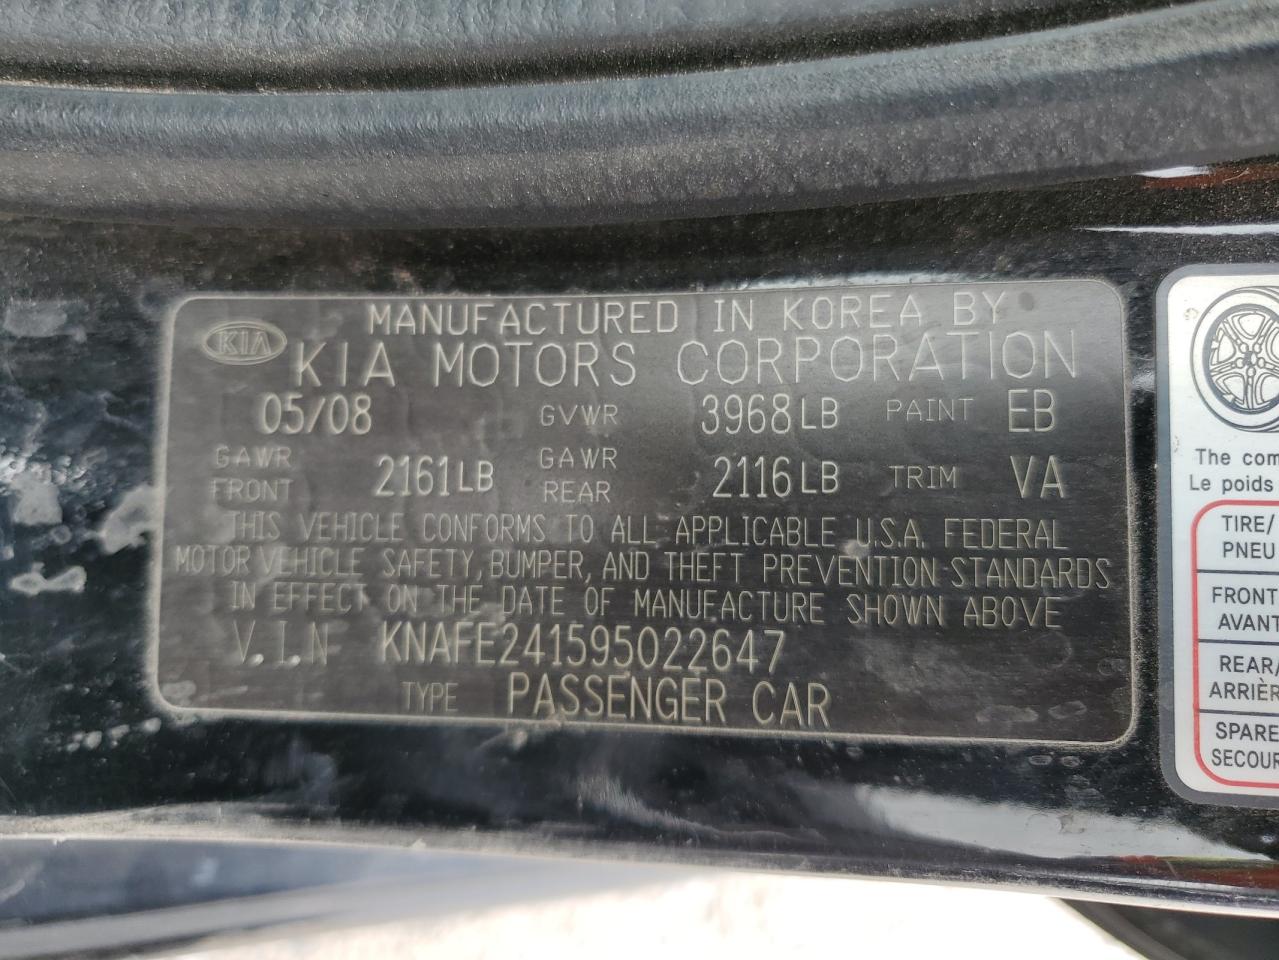 KIA
MANUFACTURED IN KOREA BY
KIA MOTORS CORPORATION
05/08 GVWR 3968LB PAINT EB
GAWR FRONT 2161LB GAWR REAR 2116LB TRIM VA
THIS VEHICLE CONFORMS TO ALL APPLICABLE U.S.A. FEDERAL
MOTOR VEHICLE SAFETY, BUMPER, AND THEFT PREVENTION STANDARDS
IN EFFECT ON THE DATE OF MANUFACTURE SHOWN ABOVE
V.I.N KNAFE241595022647
TYPE PASSENGER CAR
The com
Le poids
TIRE/
PNEU
FRONT
AVANT
REAR/
ARRIÈR
SPARE
SECOUR